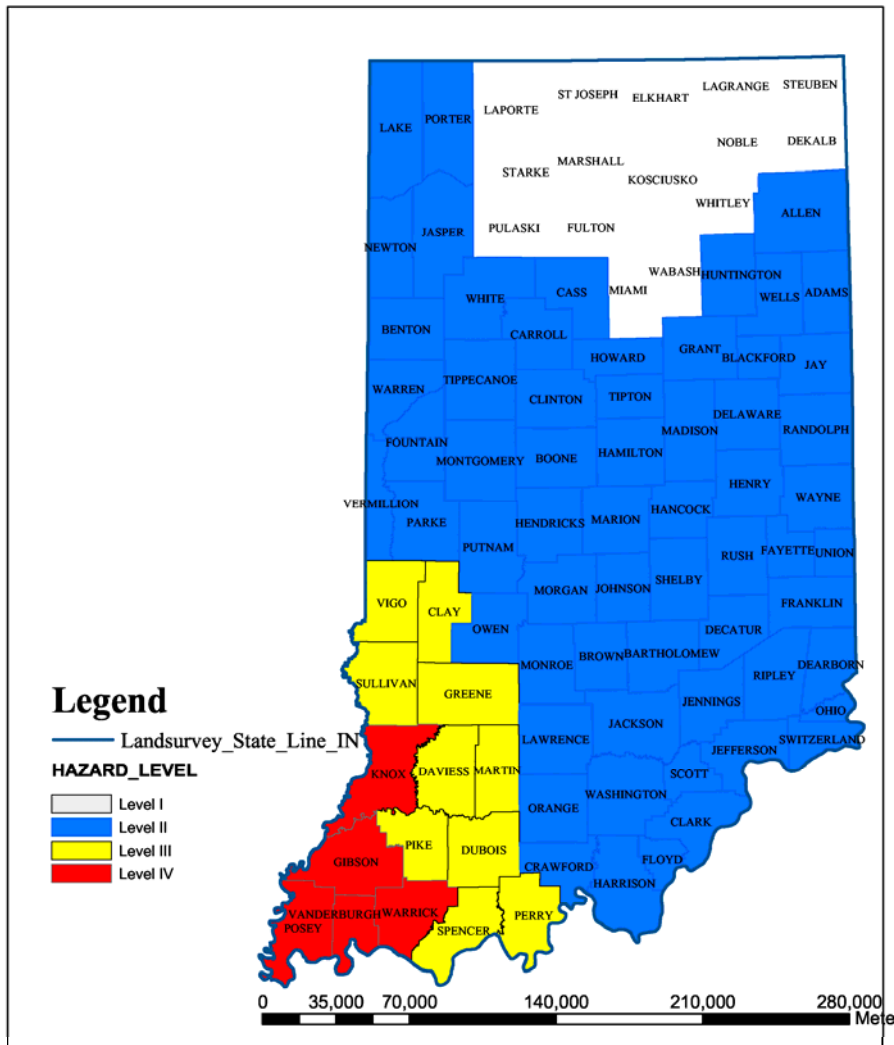 LAGRANGE
STEUBEN
ST JOSEPH
ELKHART
LAPORTE
PORTER
LAKE
NOBLE
DEKALB
MARSHALL
STARKE
KOSCIUSKO
WHITLEY
ALLEN
PULASKI
FULTON
JASPER
NEWTON
WABASH
HUNTINGTON
MIAMI
CASS
WHITE
WELLS
ADAMS
BENTON
CARROLL
GRANT
HOWARD
BLACKFORD
JAY
TIPPECANOE
WARREN
CLINTON
TIPTON
DELAWARE
MADISON
RANDOLPH
FOUNTAIN
MONTGOMERY
BOONE
HAMILTON
HENRY
WAYNE
VERMILLION
HANCOCK
PARKE
HENDRICKS
MARION
PUTNAM
FAYETTE
UNION
RUSH
SHELBY
MORGAN
JOHNSON
FRANKLIN
VIGO
CLAY
OWEN
DECATUR
BROWN
BARTHOLOMEW
MONROE
DEARBORN
RIPLEY
SULLIVAN
GREENE
JENNINGS
OHIO
JACKSON
LAWRENCE
SWITZERLAND
JEFFERSON
KNOX
DAVIESS
MARTIN
SCOTT
WASHINGTON
ORANGE
CLARK
PIKE
DUBOIS
GIBSON
FLOYD
CRAWFORD
HARRISON
VANDERBURGH
WARRICK
PERRY
POSEY
SPENCER
Legend
Landsurvey_State_Line_IN
HAZARD_LEVEL
Level I
Level II
Level III
Level IV
0 35,000 70,000 140,000 210,000 280,000
Mete